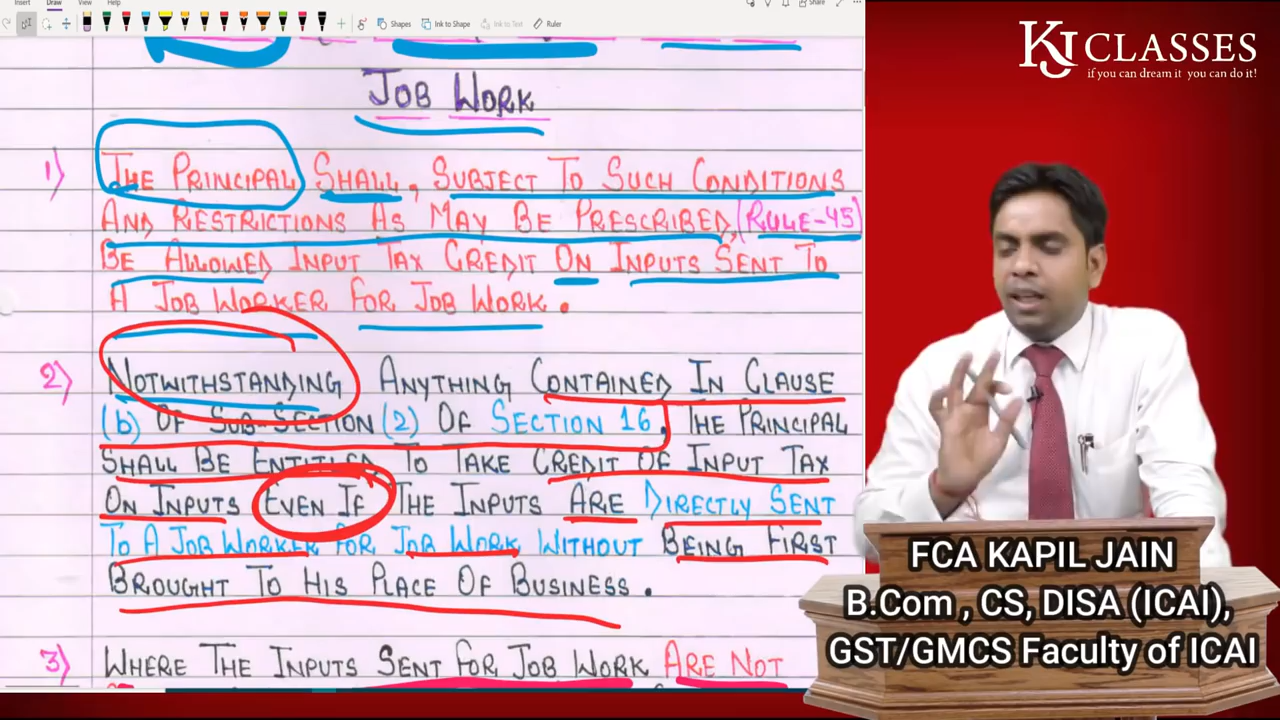 Insert
Draw
View
Share
Shapes
Ink to Shape
Ink to Text
Ruler
KJ CLASSES
if you can dream it you can do it!
JOB WORK
1) THE PRINCIPAL SHALL, SUBJECT TO SUCH CONDITIONS
AND RESTRICTIONS AS MAY BE PRESCRIBED, (RULE-45)
BE ALLOWED INPUT TAX CREDIT ON INPUTS SENT TO
A JOB WORKER FOR JOB WORK.
2) NOTWITHSTANDING ANYTHING CONTAINED IN CLAUSE
(b) OF SUB-SECTION (2) OF SECTION 16, THE PRINCIPAL
SHALL BE ENTITLED TO TAKE CREDIT OF INPUT TAX
ON INPUTS EVEN IF THE INPUTS ARE DIRECTLY SENT
TO A JOB WORKER FOR JOB WORK WITHOUT BEING FIRST
BROUGHT TO HIS PLACE OF BUSINESS.
3) WHERE THE INPUTS SENT FOR JOB WORK ARE NOT
FCA KAPIL JAIN
B.Com , CS, DISA (ICAI),
GST/GMCS Faculty of ICAI